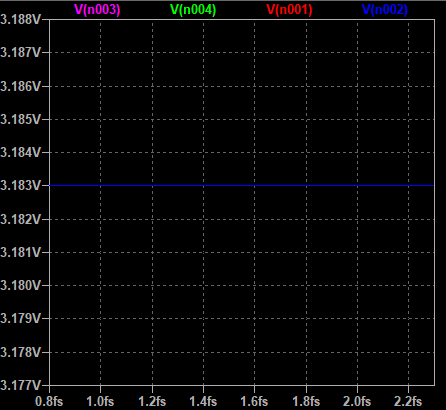 V(n003) V(n004) V(n001) V(n002)
3.188V
3.187V
3.186V
3.185V
3.184V
3.183V
3.182V
3.181V
3.180V
3.179V
3.178V
3.177V
0.8fs 1.0fs 1.2fs 1.4fs 1.6fs 1.8fs 2.0fs 2.2fs